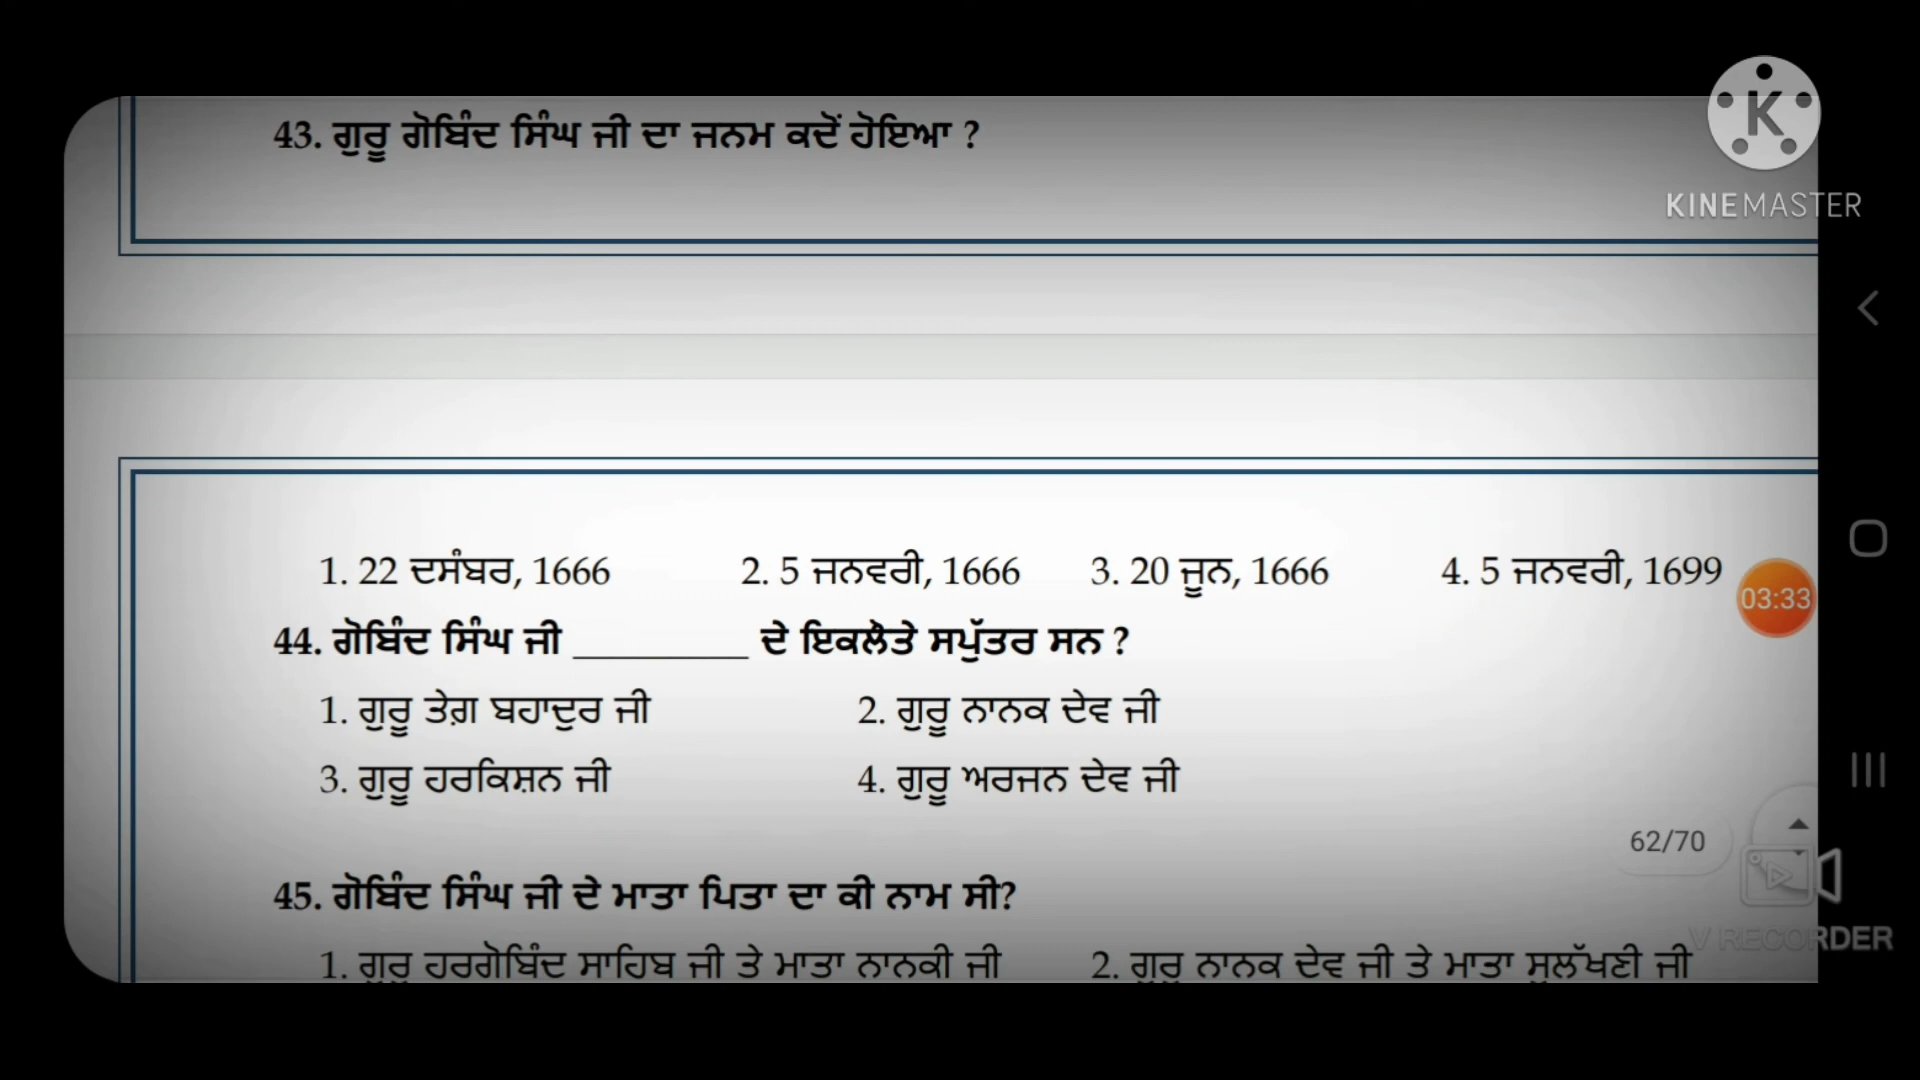 43. ਗੁਰੂ ਗੋਬਿੰਦ ਸਿੰਘ ਜੀ ਦਾ ਜਨਮ ਕਦੋਂ ਹੋਇਆ ?
KINEMASTER
1. 22 ਦਸੰਬਰ, 1666 2. 5 ਜਨਵਰੀ, 1666 3. 20 ਜੂਨ, 1666 4. 5 ਜਨਵਰੀ, 1699
03:33
44. ਗੋਬਿੰਦ ਸਿੰਘ ਜੀ _________ ਦੇ ਇਕਲੌਤੇ ਸਪੁੱਤਰ ਸਨ ?
1. ਗੁਰੂ ਤੇਗ਼ ਬਹਾਦੁਰ ਜੀ 2. ਗੁਰੂ ਨਾਨਕ ਦੇਵ ਜੀ
3. ਗੁਰੂ ਹਰਕਿਸ਼ਨ ਜੀ 4. ਗੁਰੂ ਅਰਜਨ ਦੇਵ ਜੀ
62/70
45. ਗੋਬਿੰਦ ਸਿੰਘ ਜੀ ਦੇ ਮਾਤਾ ਪਿਤਾ ਦਾ ਕੀ ਨਾਮ ਸੀ?
V RECORDER
1. ਗੁਰੂ ਹਰਗੋਬਿੰਦ ਸਾਹਿਬ ਜੀ ਤੇ ਮਾਤਾ ਨਾਨਕੀ ਜੀ 2. ਗੁਰੂ ਨਾਨਕ ਦੇਵ ਜੀ ਤੇ ਮਾਤਾ ਸੁਲੱਖਣੀ ਜੀ